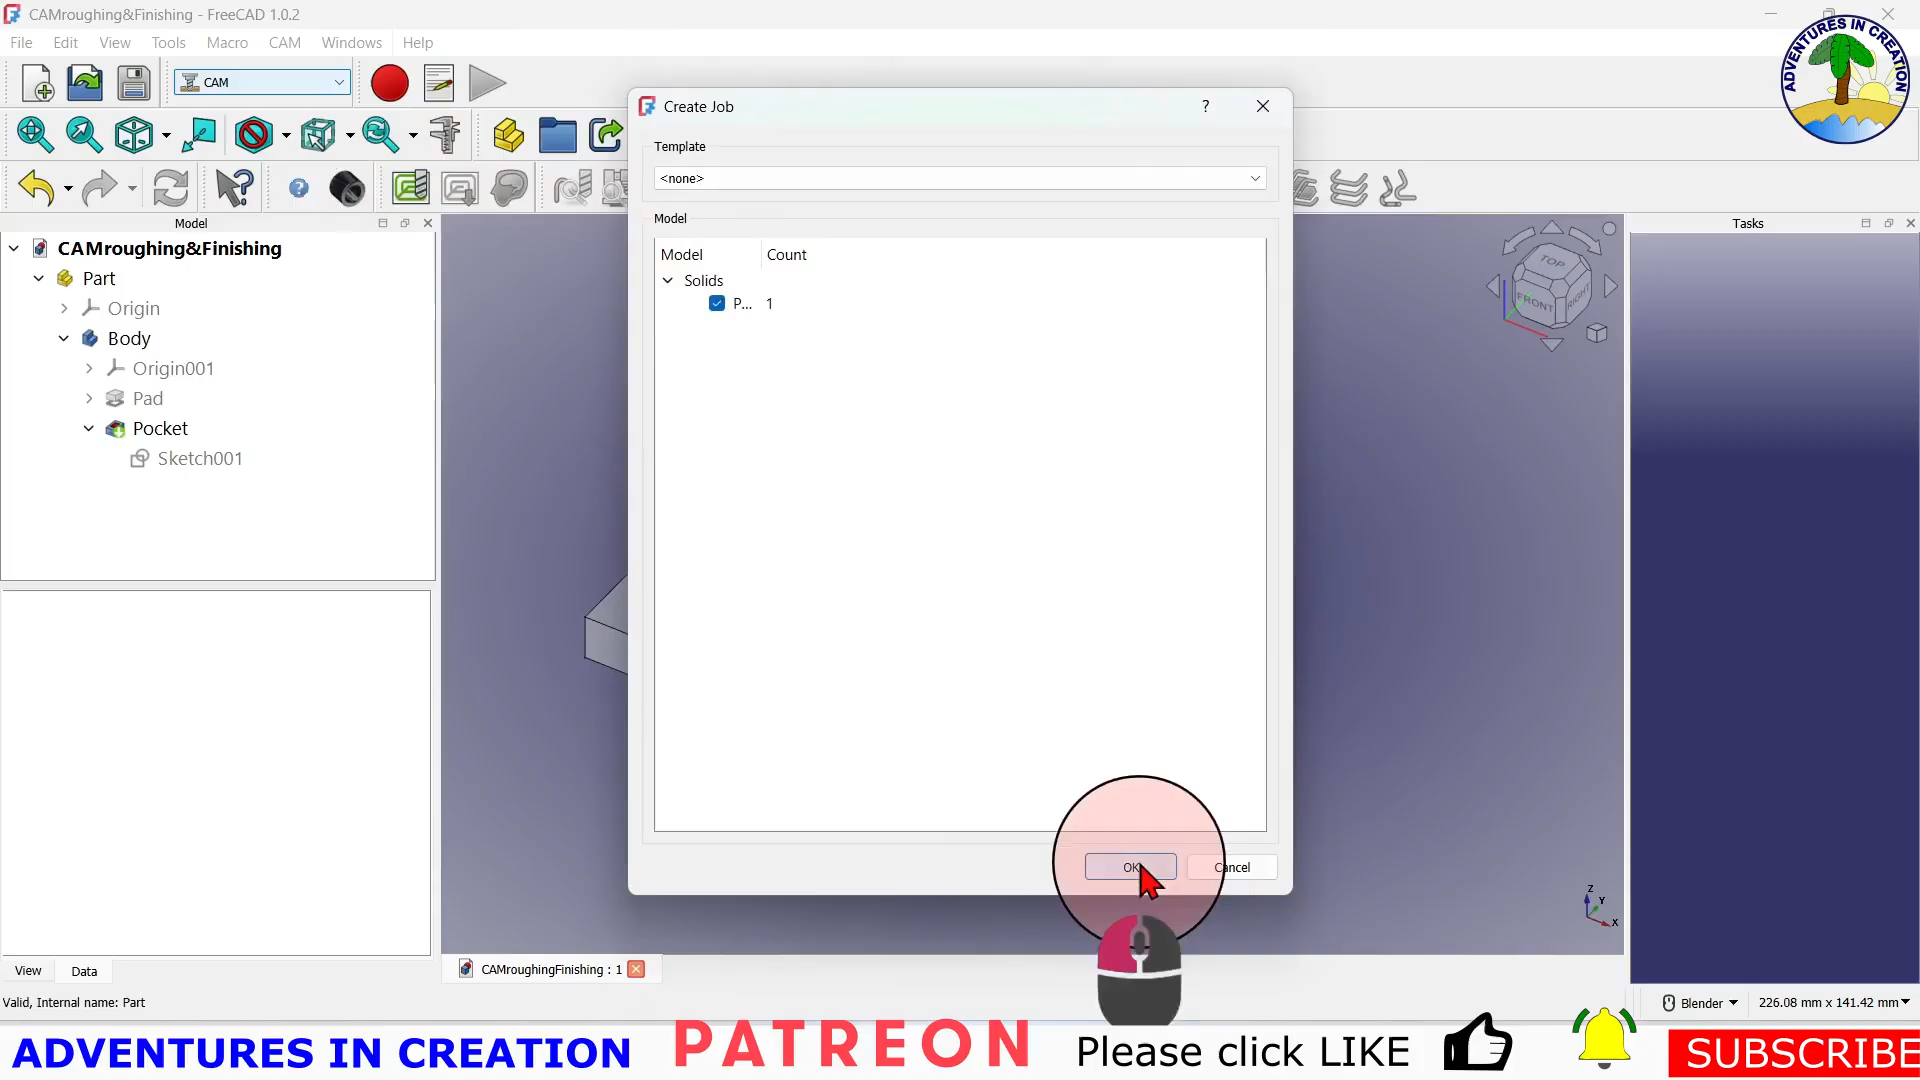 CAMroughing&Finishing - FreeCAD 1.0.2
File Edit View Tools Macro CAM Windows Help
CAM
ADVENTURES IN CREATION
Create Job
?
Template
<none>
Model
Model Count
Solids
P... 1
Model
CAMroughing&Finishing
Part
Origin
Body
Origin001
Pad
Pocket
Sketch001
Tasks
TOP
FRONT
RIGHT
Z
Y
X
OK Cancel
View Data
CAMroughingFinishing : 1
Valid, Internal name: Part
Blender 226.08 mm x 141.42 mm
ADVENTURES IN CREATION PATREON Please click LIKE SUBSCRIBE